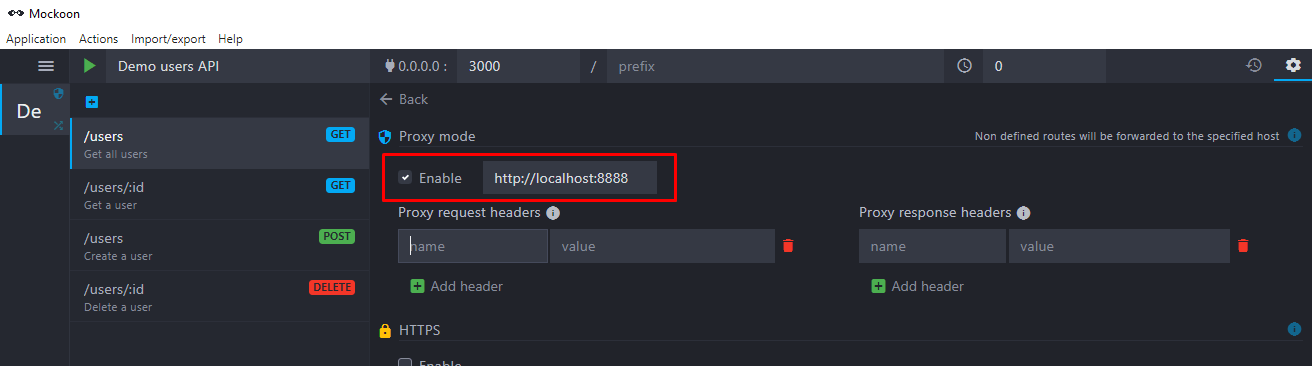 Mockoon
Application Actions Import/export Help
Demo users API 0.0.0.0 : 3000 / prefix 0
De
Back
/users GET
Get all users
/users/:id GET
Get a user
/users POST
Create a user
/users/:id DELETE
Delete a user
Proxy mode Non defined routes will be forwarded to the specified host
Enable http://localhost:8888
Proxy request headers Proxy response headers
name value name value
Add header Add header
HTTPS
Enable